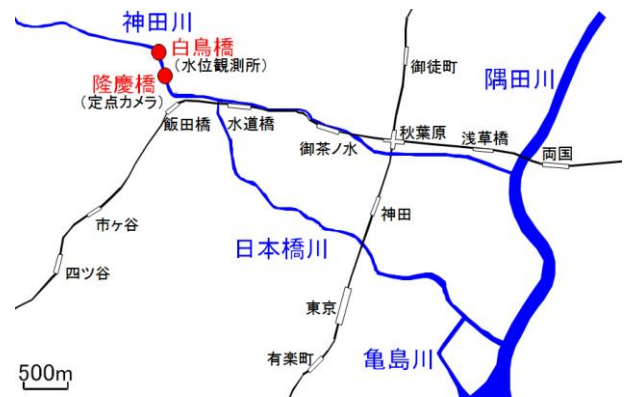 神田川
白鳥橋
(水位観測所)
隆慶橋
(定点カメラ)
御徒町
隅田川
飯田橋
水道橋
御茶ノ水
秋葉原
浅草橋
両国
市ヶ谷
神田
日本橋川
四ツ谷
東京
有楽町
亀島川
500m